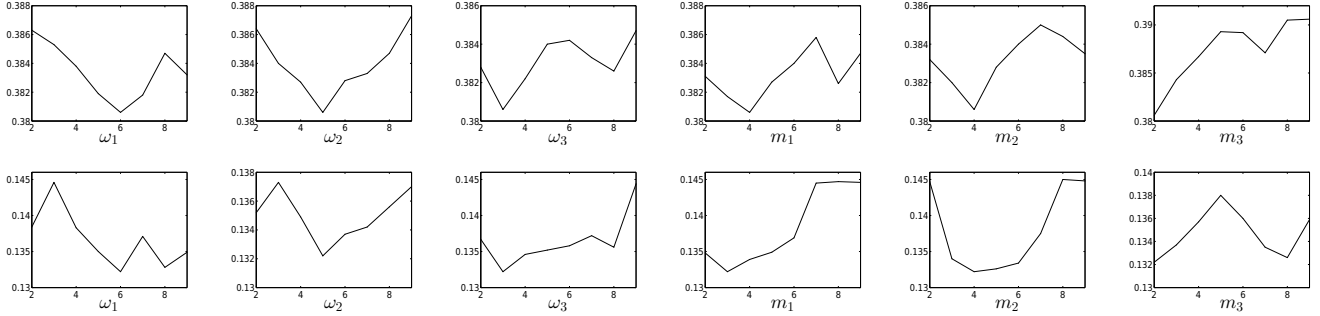 0.388 0.386 0.384 0.382 0.38 2 4 6 8 ω1
0.388 0.386 0.384 0.382 0.38 2 4 6 8 ω2
0.386 0.384 0.382 0.38 2 4 6 8 ω3
0.386 0.384 0.382 0.38 2 4 6 8 m1
0.386 0.384 0.382 0.38 2 4 6 8 m2
0.39 0.385 0.38 2 4 6 8 m3
0.145 0.14 0.135 0.13 2 4 6 8 ω1
0.138 0.136 0.134 0.132 0.13 2 4 6 8 ω2
0.145 0.14 0.135 0.13 2 4 6 8 ω3
0.145 0.14 0.135 0.13 2 4 6 8 m1
0.145 0.14 0.135 0.13 2 4 6 8 m2
0.14 0.138 0.136 0.134 0.132 0.13 2 4 6 8 m3